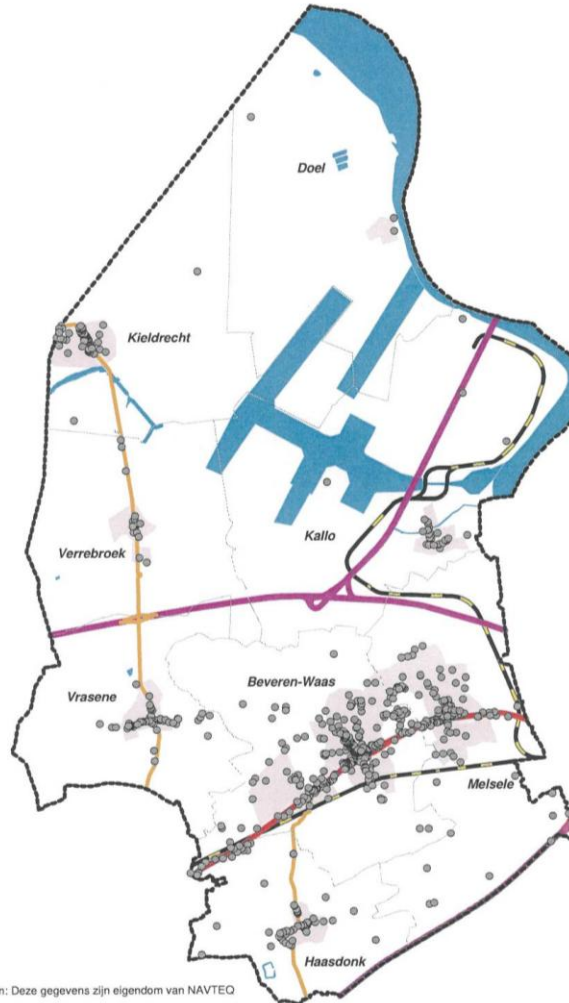 Doel
Kieldrecht
Kallo
Verrebroek
Beveren-Waas
Vrasene
Melsele
Haasdonk
n: Deze gegevens zijn eigendom van NAVTEQ